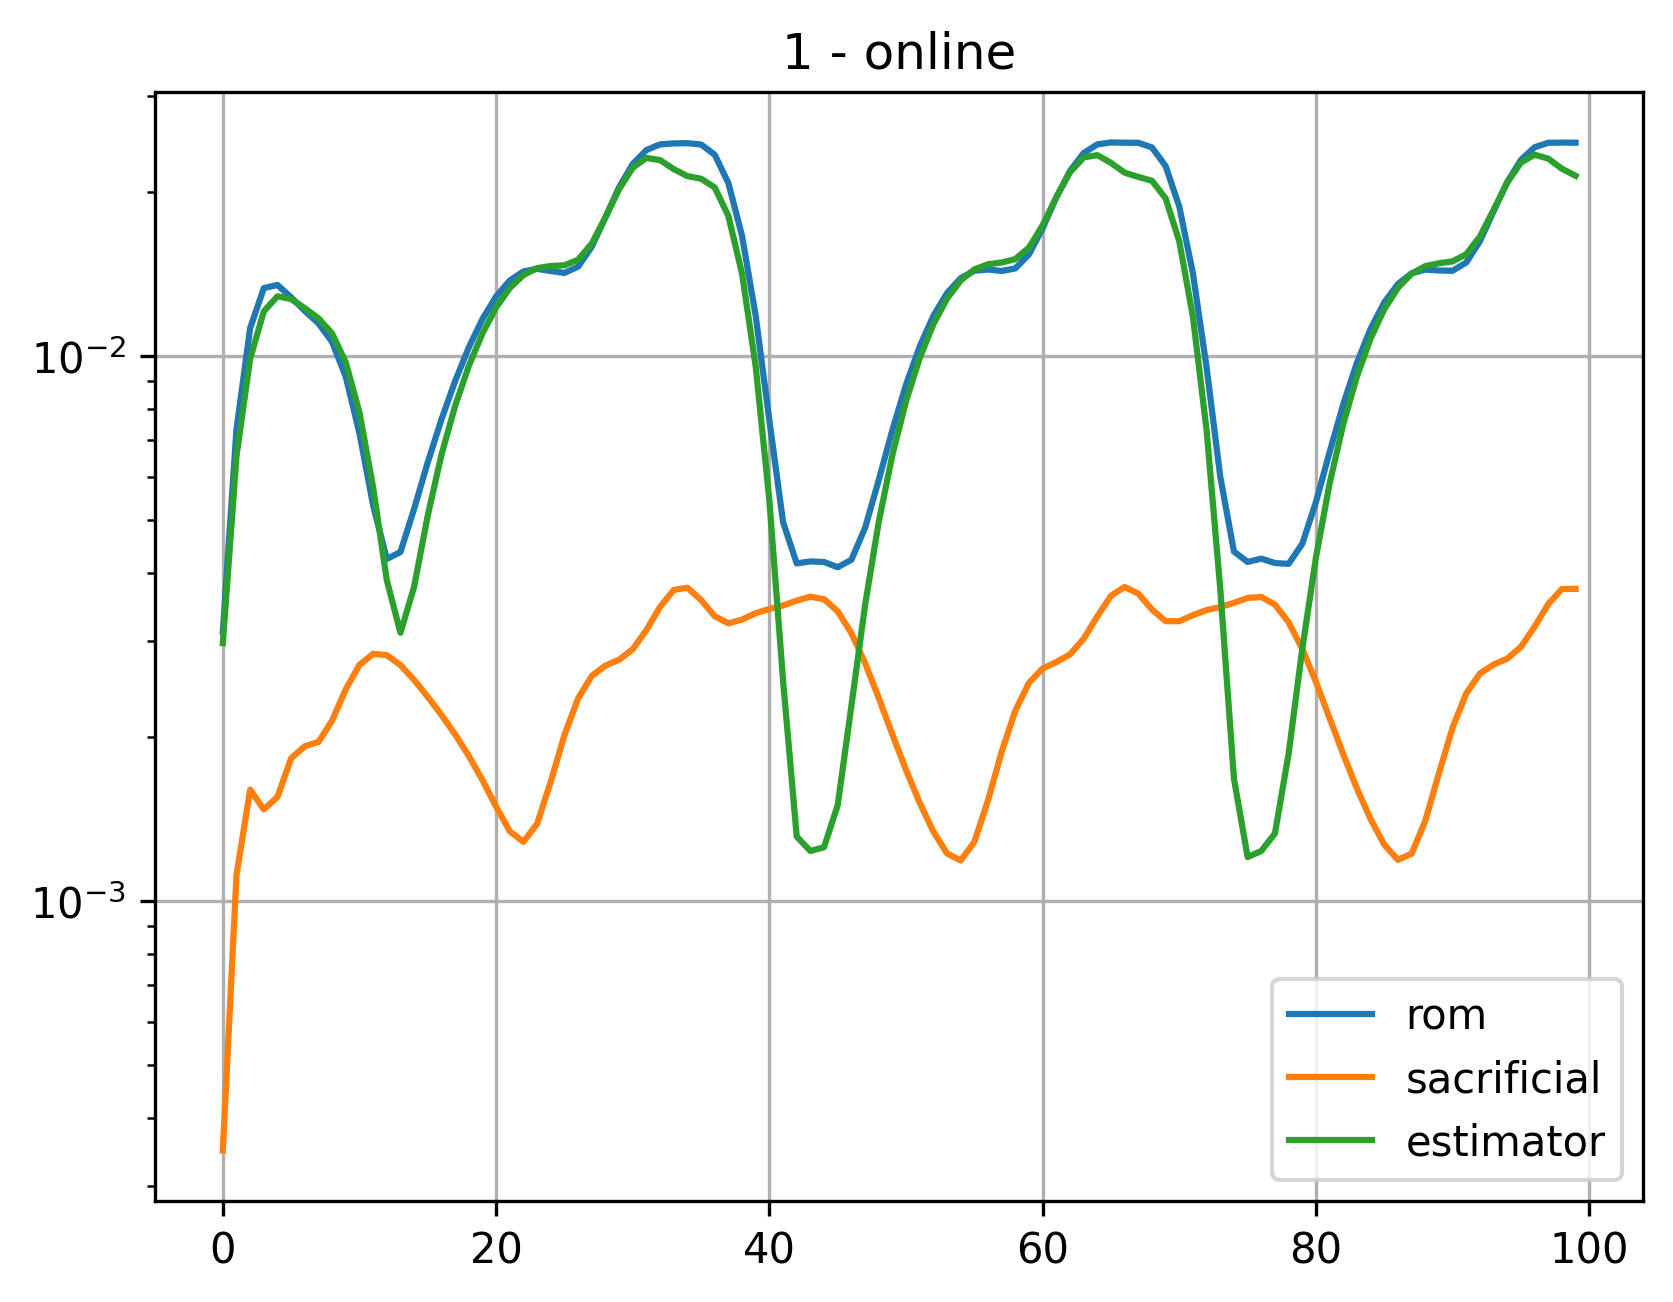 1 - online
10⁻²
10⁻³
0 20 40 60 80 100
rom
sacrificial
estimator